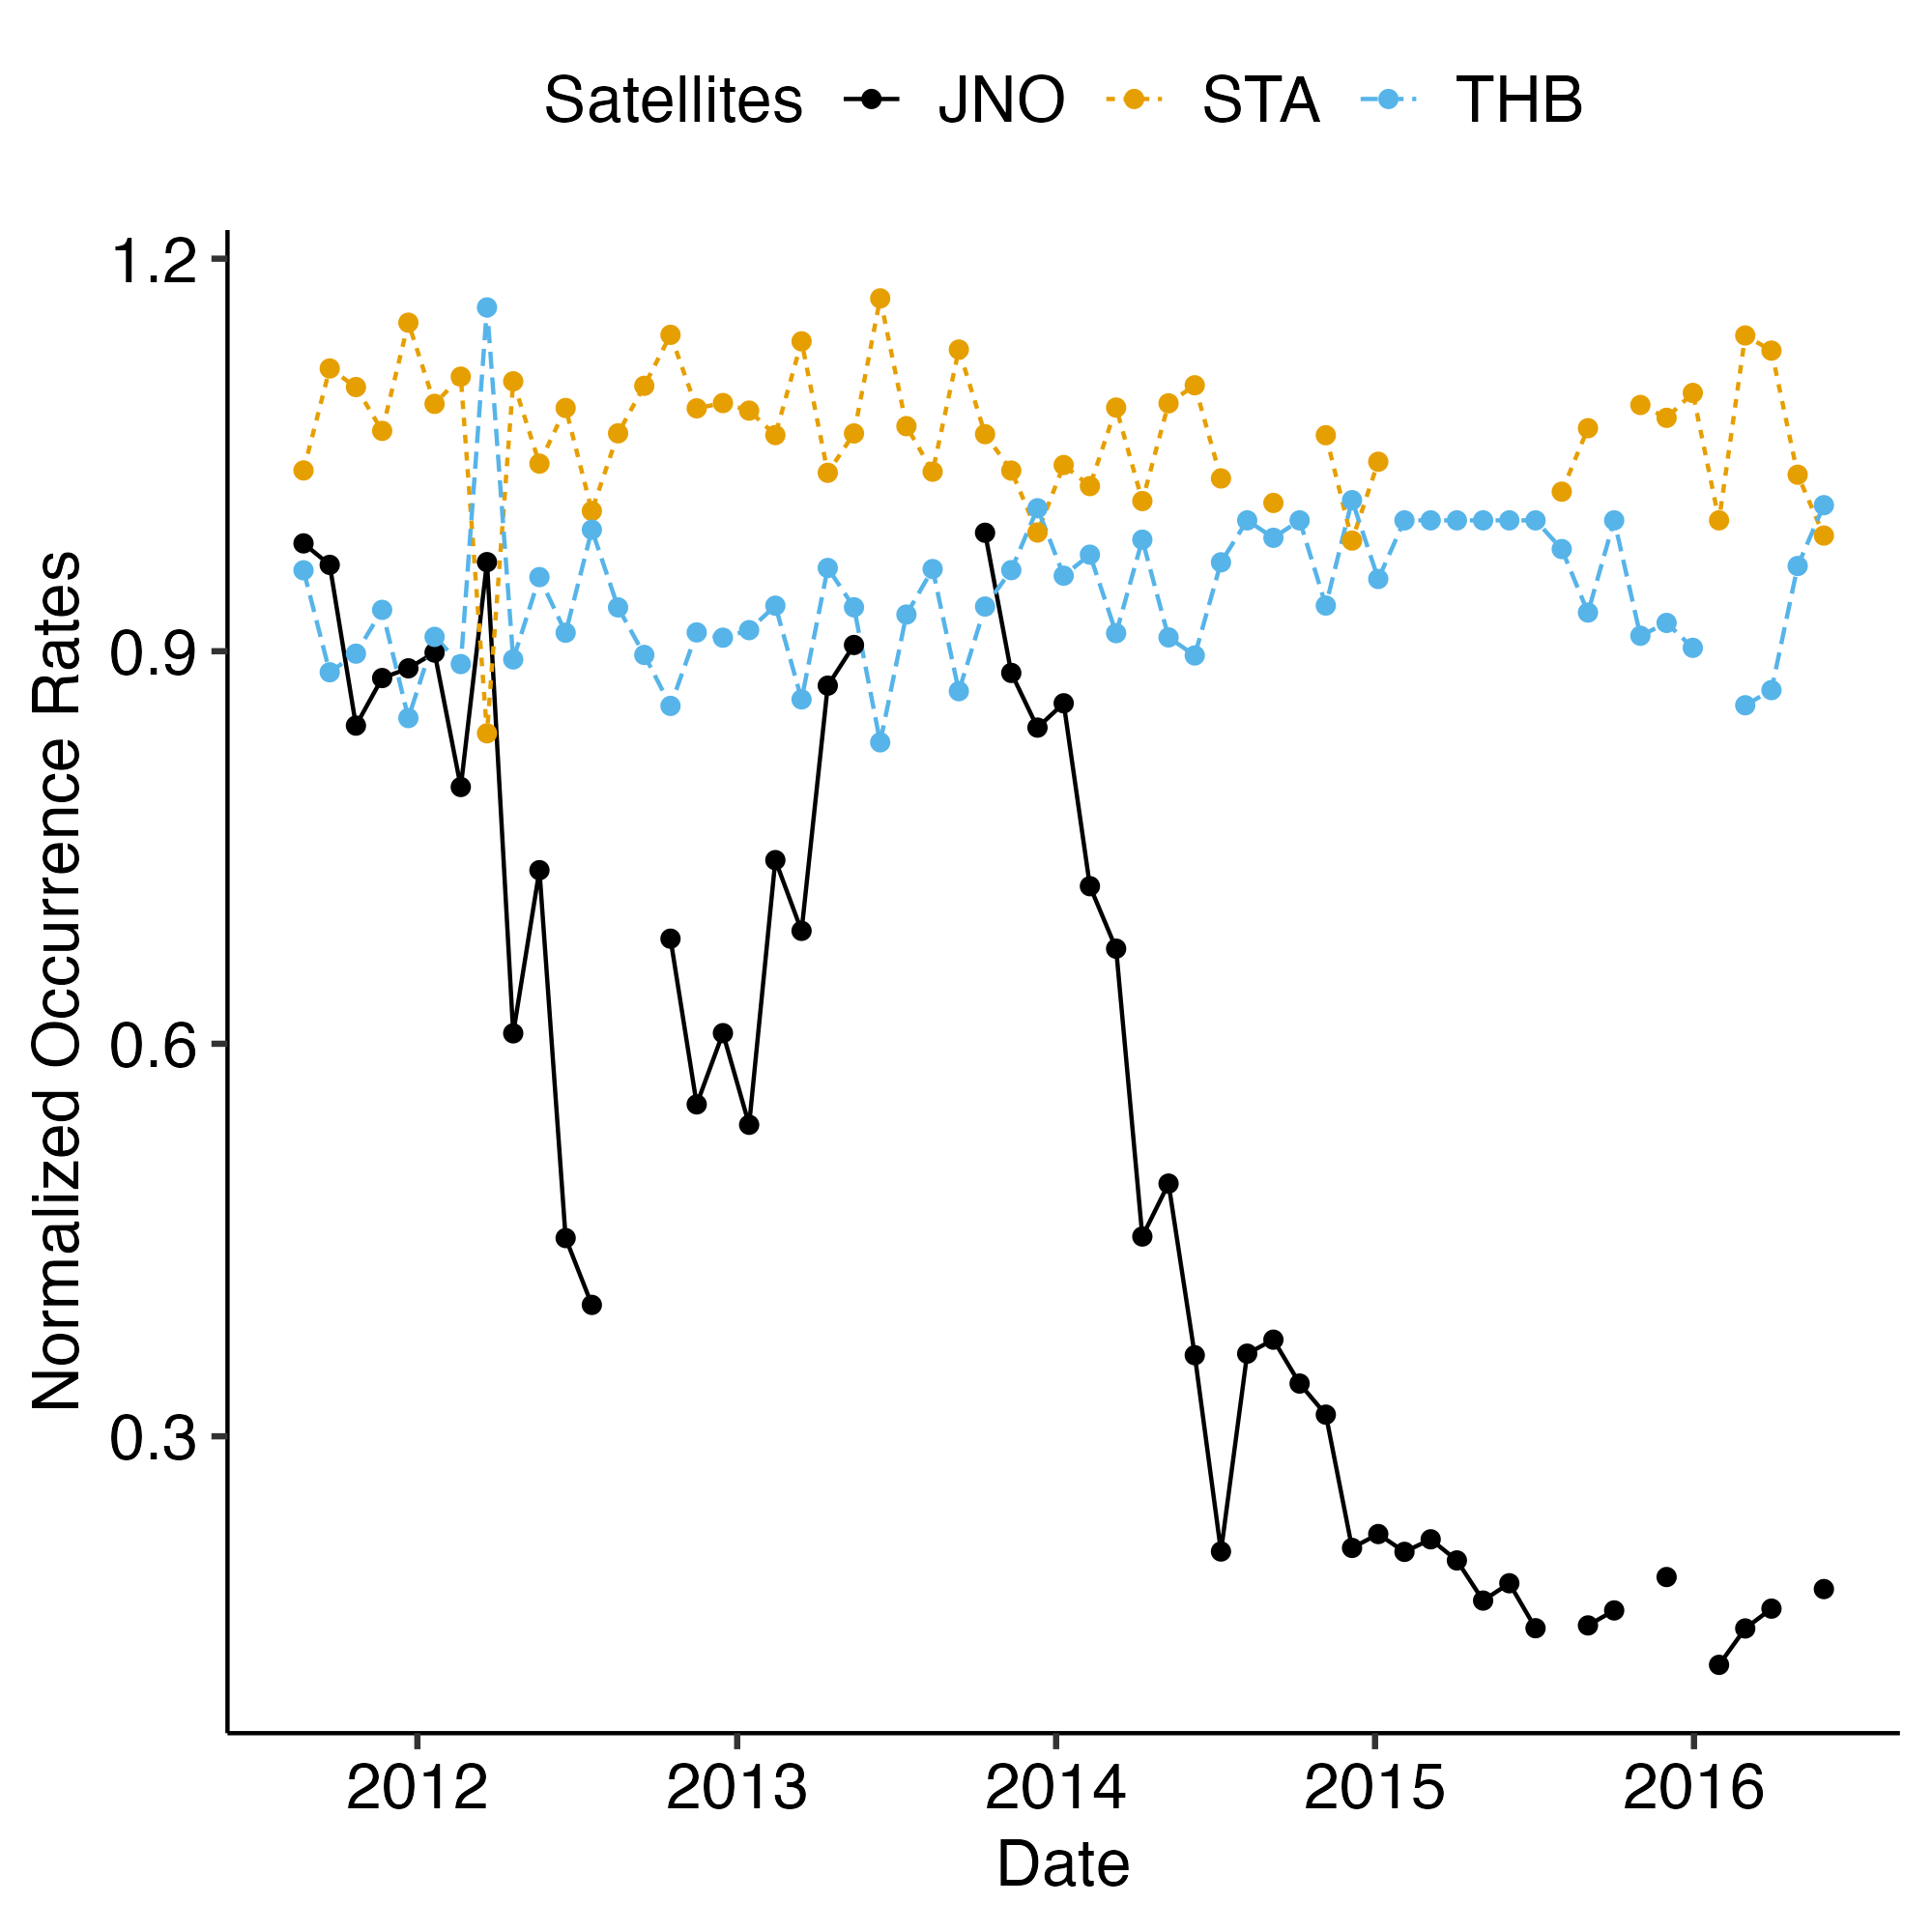 Satellites JNO STA THB
1.2
0.9
0.6
0.3
Normalized Occurrence Rates
2012 2013 2014 2015 2016
Date